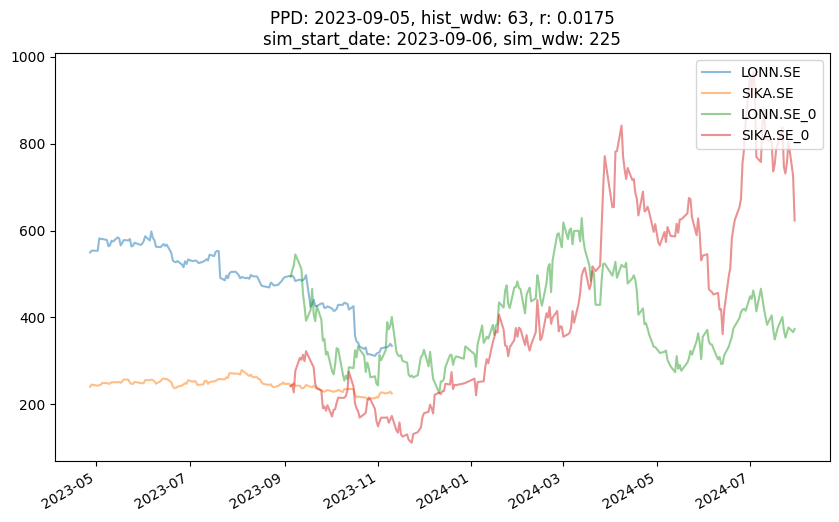 PPD: 2023-09-05, hist_wdw: 63, r: 0.0175
sim_start_date: 2023-09-06, sim_wdw: 225
1000
800
600
400
200
LONN.SE
SIKA.SE
LONN.SE_0
SIKA.SE_0
2023-05
2023-07
2023-09
2023-11
2024-01
2024-03
2024-05
2024-07